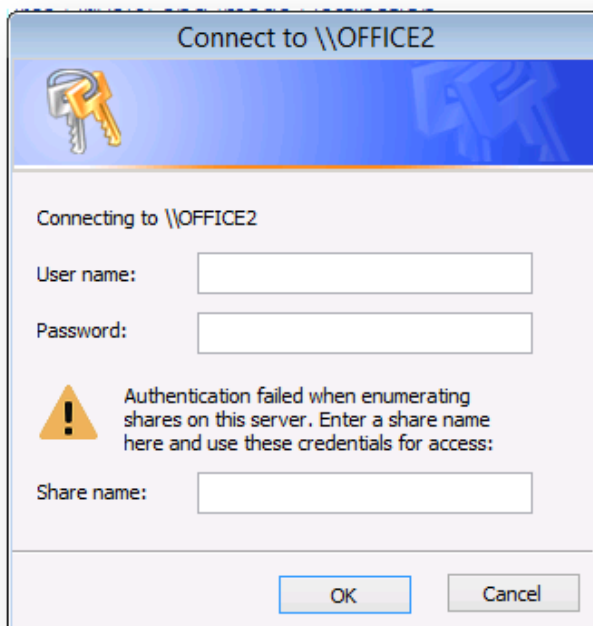 Connect to \\OFFICE2
Connecting to \\OFFICE2
User name:
Password:
Authentication failed when enumerating
shares on this server. Enter a share name
here and use these credentials for access:
Share name:
OK
Cancel